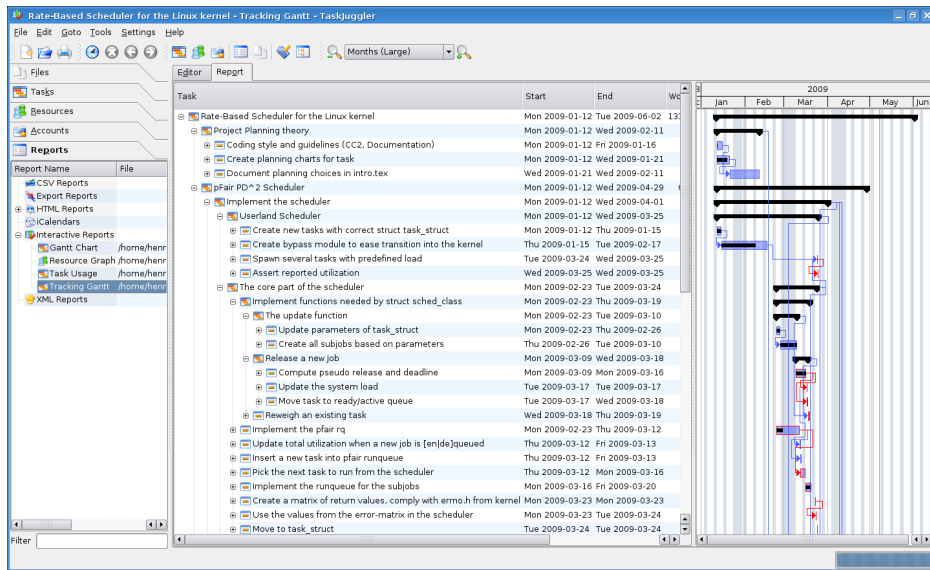 Rate-Based Scheduler for the Linux kernel - Tracking Gantt - TaskJuggler
File Edit Goto Tools Settings Help
Months (Large)
Files
Tasks
Resources
Accounts
Reports
Report Name File
CSV Reports
Export Reports
HTML Reports
iCalendars
Interactive Reports
Gantt Chart /home/henr
Resource Graph /home/henr
Task Usage /home/henr
Tracking Gantt /home/henr
XML Reports
Filter
Editor Report
Task Start End Wo
Rate-Based Scheduler for the Linux kernel Mon 2009-01-12 Tue 2009-06-02 13
Project Planning theory Mon 2009-01-12 Wed 2009-02-11
Coding style and guidelines (CC2, Documentation) Mon 2009-01-12 Fri 2009-01-16
Create planning charts for task Mon 2009-01-12 Wed 2009-01-21
Document planning choices in intro.tex Wed 2009-01-21 Wed 2009-02-11
pFair PD^2 Scheduler Mon 2009-01-12 Wed 2009-04-29
Implement the scheduler Mon 2009-01-12 Wed 2009-04-01
Userland Scheduler Mon 2009-01-12 Wed 2009-03-25
Create new tasks with correct struct task_struct Mon 2009-01-12 Thu 2009-01-15
Create bypass module to ease transition into the kernel Thu 2009-01-15 Tue 2009-02-17
Spawn several tasks with predefined load Tue 2009-03-24 Wed 2009-03-25
Assert reported utilization Wed 2009-03-25 Wed 2009-03-25
The core part of the scheduler Mon 2009-02-23 Tue 2009-03-24
Implement functions needed by struct sched_class Mon 2009-02-23 Thu 2009-03-19
The update function Mon 2009-02-23 Tue 2009-03-10
Update parameters of task_struct Mon 2009-02-23 Thu 2009-02-26
Create all subjobs based on parameters Thu 2009-02-26 Tue 2009-03-10
Release a new job Mon 2009-03-09 Wed 2009-03-18
Compute pseudo release and deadline Mon 2009-03-09 Mon 2009-03-16
Update the system load Tue 2009-03-17 Tue 2009-03-17
Move task to ready/active queue Tue 2009-03-17 Wed 2009-03-18
Reweigh an existing task Wed 2009-03-18 Thu 2009-03-19
Implement the pfair rq Mon 2009-02-23 Thu 2009-03-12
Update total utilization when a new job is [en|de]queued Thu 2009-03-12 Fri 2009-03-13
Insert a new task into pfair runqueue Thu 2009-03-12 Fri 2009-03-13
Pick the next task to run from the scheduler Thu 2009-03-12 Mon 2009-03-16
Implement the runqueue for the subjobs Mon 2009-03-16 Fri 2009-03-20
Create a matrix of return values, comply with errno.h from kernel Mon 2009-03-23 Mon 2009-03-23
Use the values from the error-matrix in the scheduler Mon 2009-03-23 Tue 2009-03-24
Move to task_struct Tue 2009-03-24 Tue 2009-03-24
2009
Jan Feb Mar Apr May Jun